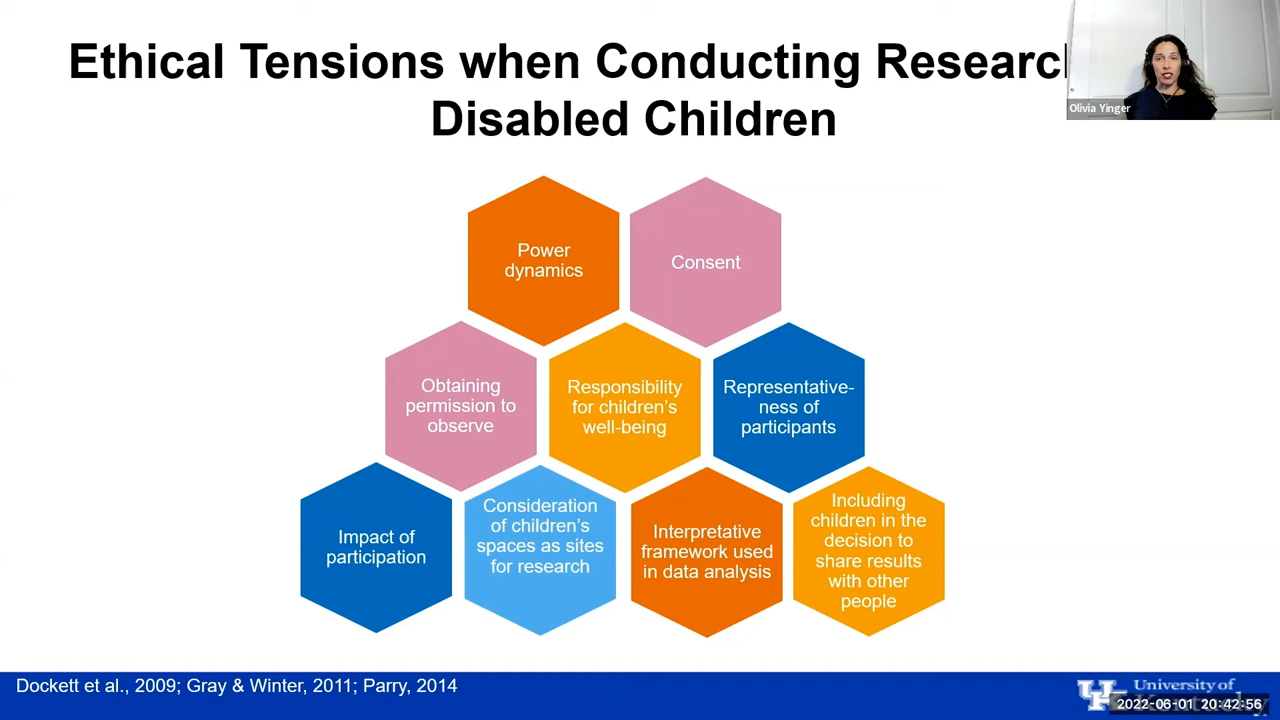 Ethical Tensions when Conducting Research
Disabled Children
Olivia Yinger
Power
dynamics
Consent
Obtaining
permission to
observe
Responsibility
for children’s
well-being
Representative-
ness of
participants
Impact of
participation
Consideration
of children’s
spaces as sites
for research
Interpretative
framework used
in data analysis
Including
children in the
decision to
share results
with other
people
Dockett et al., 2009; Gray & Winter, 2011; Parry, 2014
University of
2022-06-01 20:42:56